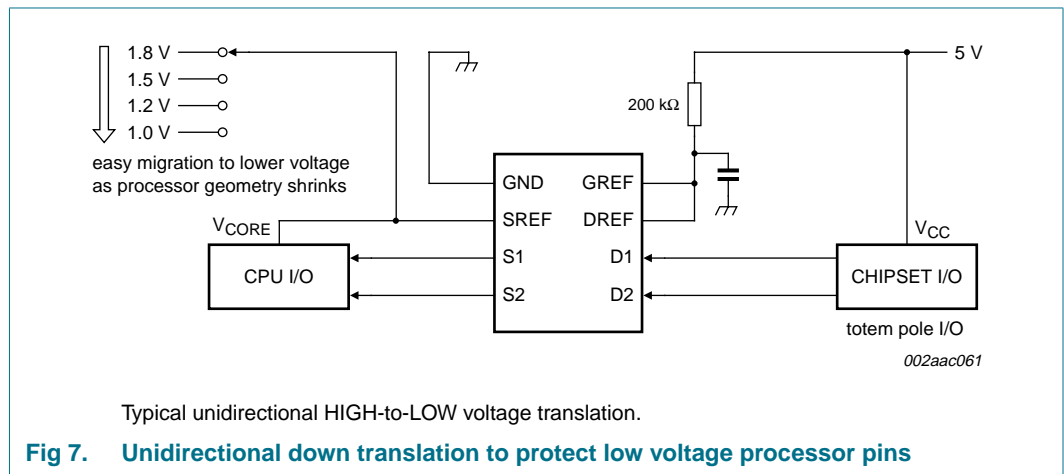 1.8 V
1.5 V
1.2 V
1.0 V
easy migration to lower voltage
as processor geometry shrinks
5 V
200 kΩ
GND GREF
SREF DREF
S1 D1
S2 D2
VCORE
CPU I/O
VCC
CHIPSET I/O
totem pole I/O
002aac061
Typical unidirectional HIGH-to-LOW voltage translation.
Fig 7. Unidirectional down translation to protect low voltage processor pins